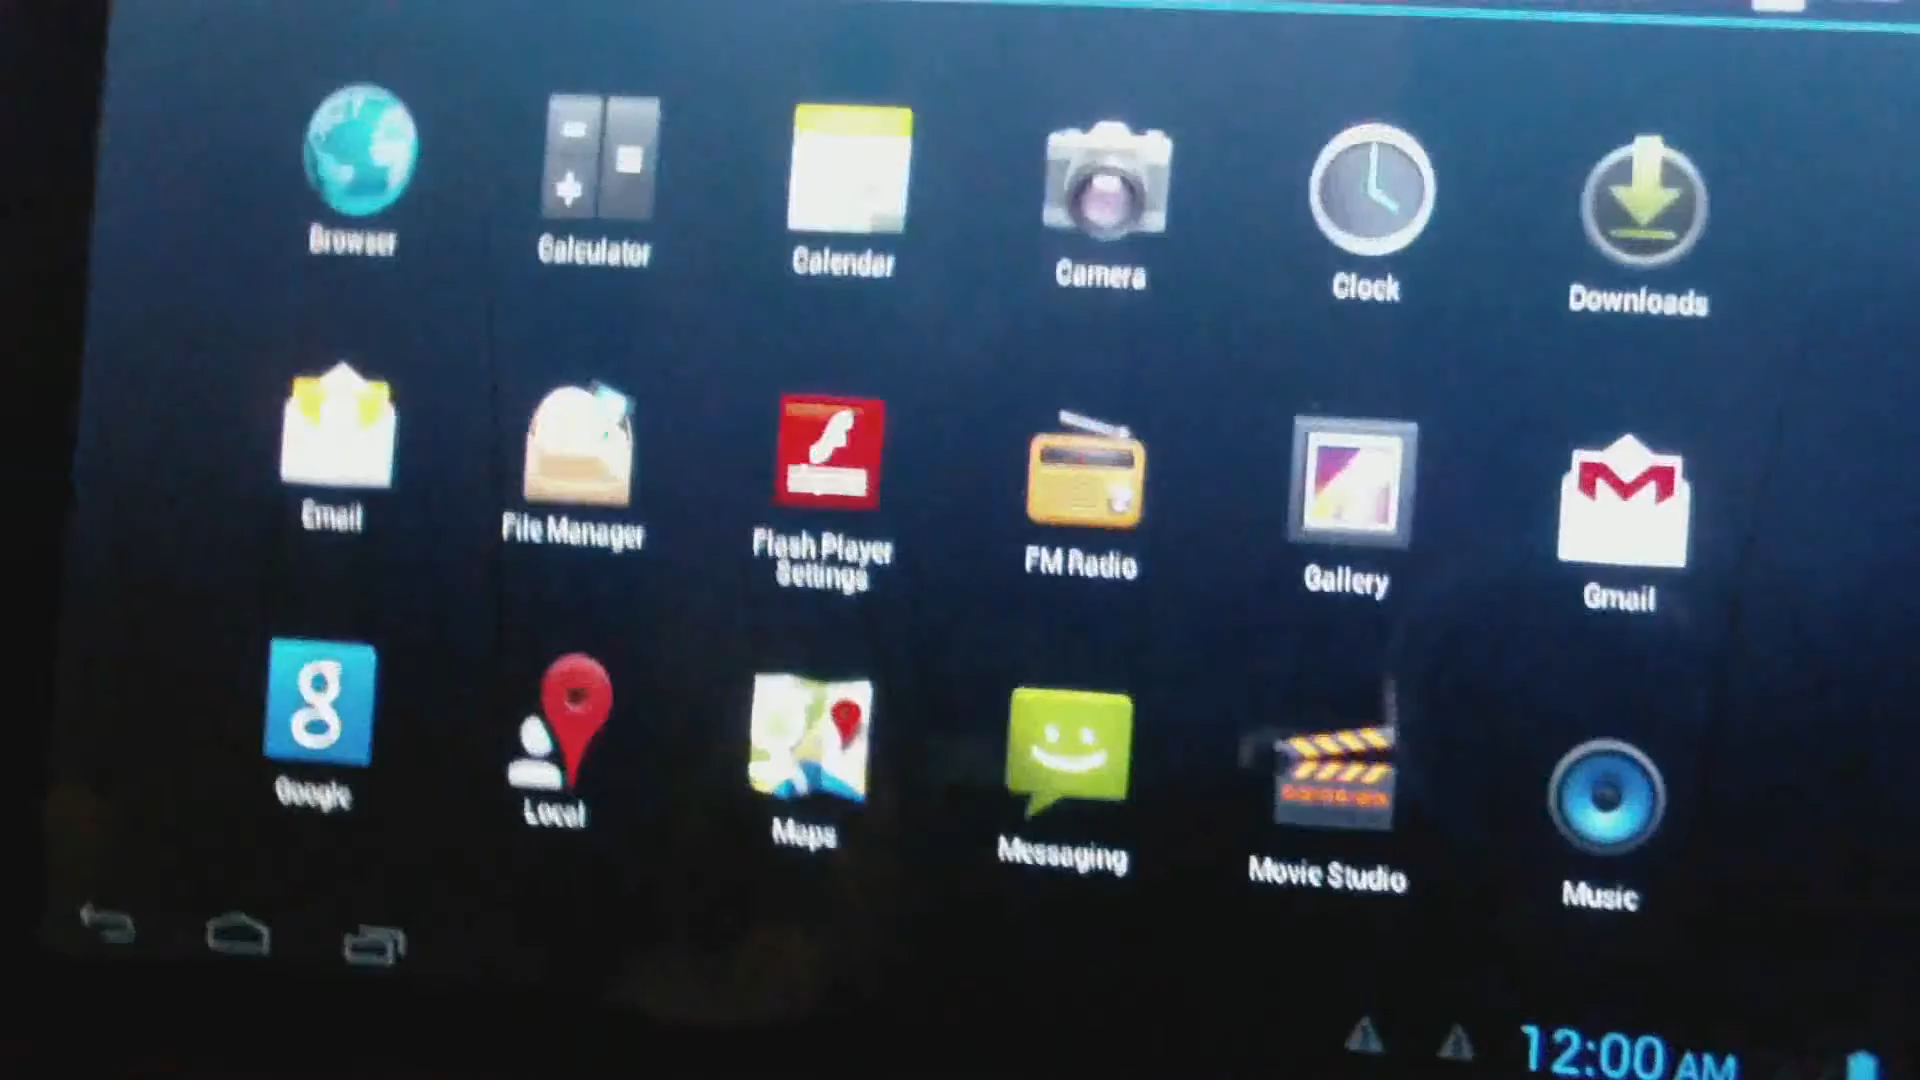 Browser
Calculator
Calendar
Camera
Clock
Downloads
Email
File Manager
Flash Player
Settings
FM Radio
Gallery
Gmail
g
Google
Local
Maps
Messaging
Movie Studio
Music
12:00 AM